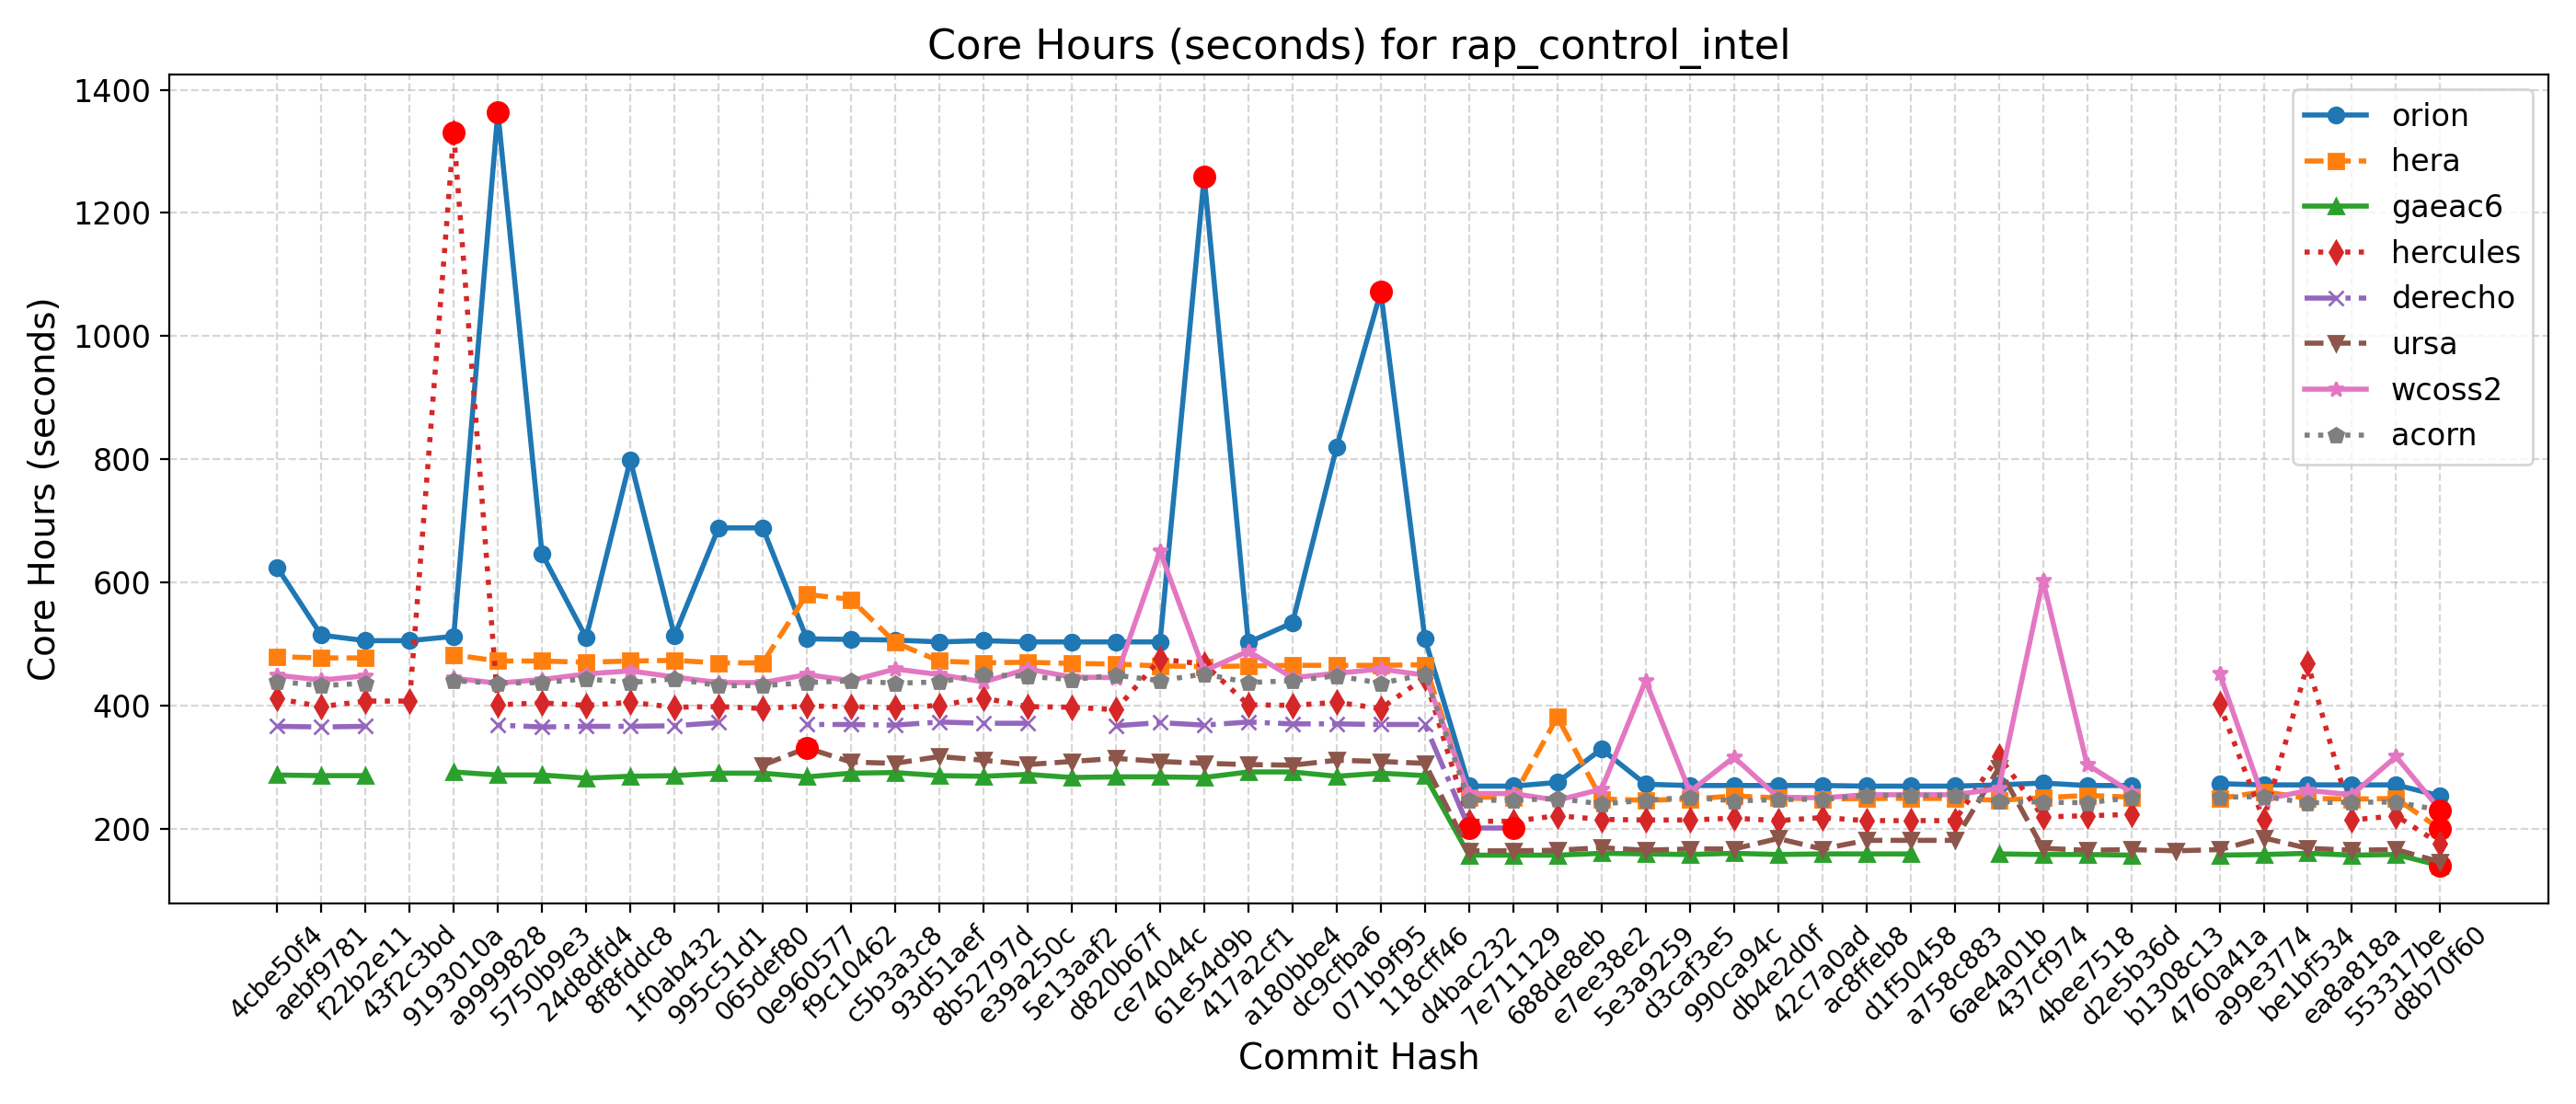 Core Hours (seconds) for rap_control_intel
Core Hours (seconds)
1400
1200
1000
800
600
400
200
orion
hera
gaeac6
hercules
derecho
ursa
wcoss2
acorn
4cbe50f4
aebf9781
f22b2e11
43f2c3bd
9193010a
a9999828
5750b9e3
24d8dfd4
8f8fddc8
1f0ab432
995c51d1
065def80
0e960577
f9c10462
c5b3a3c8
93d51aef
8b52797d
e39a250c
5e13aaf2
d820b67f
ce74044c
61e54d9b
417a2cf1
a180bbe4
dc9cfba6
071b9f95
118cff46
d4bac232
7e711129
688de8eb
e7ee38e2
5e3a9259
d3caf3e5
990ca94c
db4e2d0f
42c7a0ad
ac8ffeb8
d1f50458
a758c883
6ae4a01b
437cf974
4bee7518
d2e5b36d
b1308c13
4760a41a
a99e3774
be1bf534
ea8a818a
553317be
d8b70f60
Commit Hash